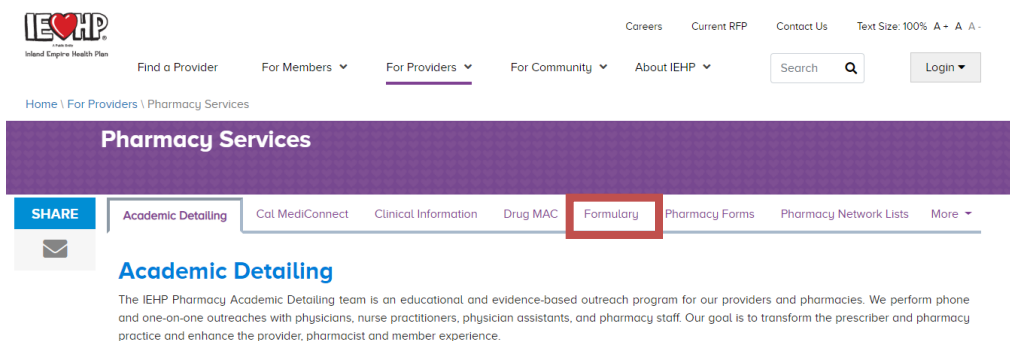 IEHP
A Public Entity
Inland Empire Health Plan
Careers Current RFP Contact Us Text Size: 100% A + A A -
Find a Provider For Members For Providers For Community About IEHP Search Login
Home \ For Providers \ Pharmacy Services
Pharmacy Services
SHARE Academic Detailing Cal MediConnect Clinical Information Drug MAC Formulary Pharmacy Forms Pharmacy Network Lists More
Academic Detailing
The IEHP Pharmacy Academic Detailing team is an educational and evidence-based outreach program for our providers and pharmacies. We perform phone
and one-on-one outreaches with physicians, nurse practitioners, physician assistants, and pharmacy staff. Our goal is to transform the prescriber and pharmacy
practice and enhance the provider, pharmacist and member experience.